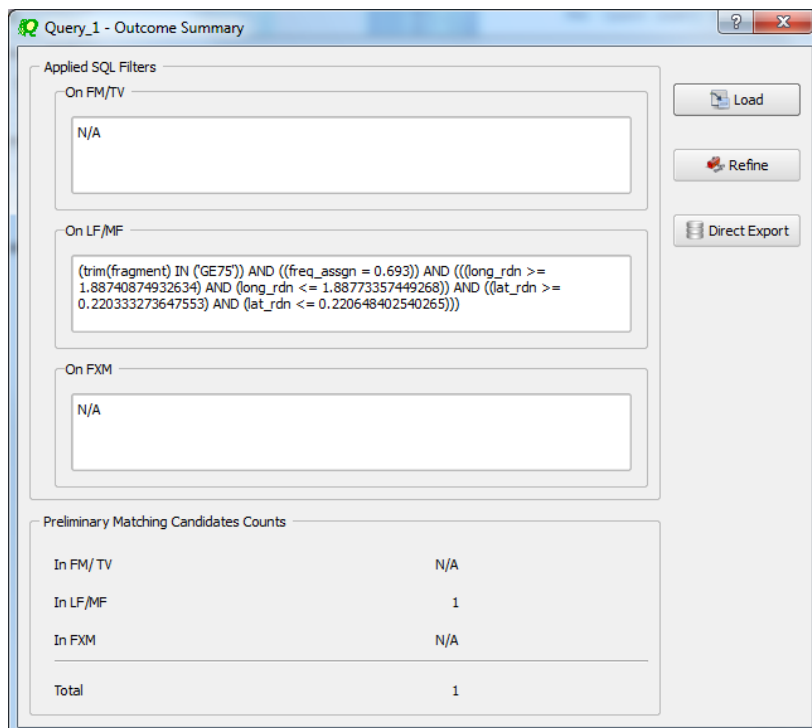 Query_1 - Outcome Summary
?
Applied SQL Filters
On FM/TV
N/A
Load
Refine
Direct Export
On LF/MF
(trim(fragment) IN ('GE75')) AND ((freq_assgn = 0.693)) AND (((long_rdn >=
1.88740874932634) AND (long_rdn <= 1.88773357449268)) AND ((lat_rdn >=
0.220333273647553) AND (lat_rdn <= 0.220648402540265)))
On FXM
N/A
Preliminary Matching Candidates Counts
In FM/ TV N/A
In LF/MF 1
In FXM N/A
Total 1